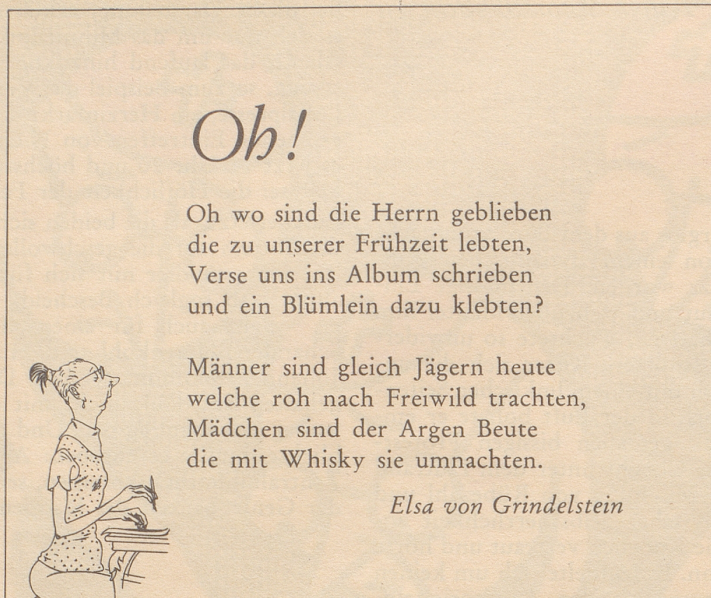 Oh!
Oh wo sind die Herrn geblieben
die zu unserer Frühzeit lebten,
Verse uns ins Album schrieben
und ein Blümlein dazu klebten?
Männer sind gleich Jägern heute
welche roh nach Freiwild trachten,
Mädchen sind der Argen Beute
die mit Whisky sie umnachten.
Elsa von Grindelstein